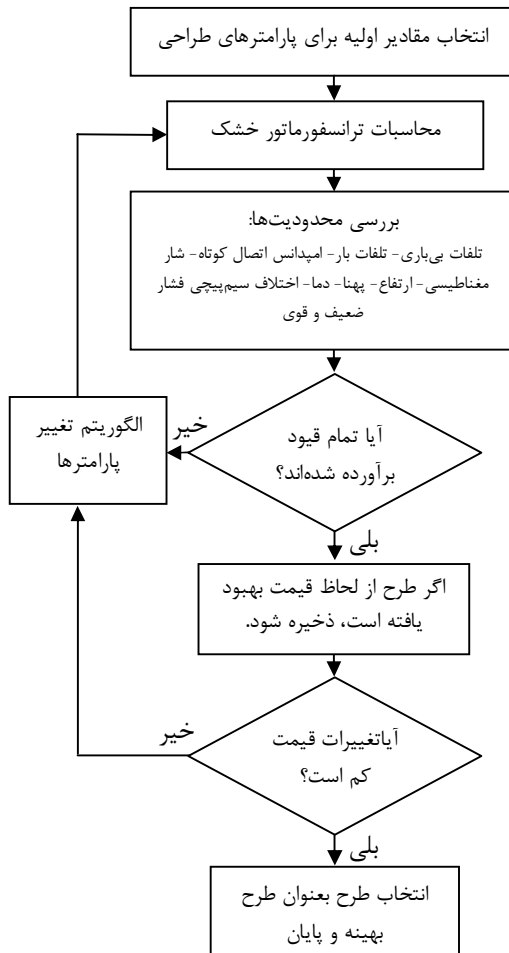 انتخاب مقادیر اولیه برای پارامترهای طراحی
محاسبات ترانسفورماتور خشک
بررسی محدودیت‌ها:
تلفات بی‌باری- تلفات بار- امپدانس اتصال کوتاه- شار
مغناطیسی- ارتفاع- پهنا- دما- اختلاف سیم‌پیچی فشار
ضعیف و قوی
آیا تمام قیود
برآورده شده‌اند؟
خیر
الگوریتم تغییر
پارامترها
بلی
اگر طرح از لحاظ قیمت بهبود
یافته است، ذخیره شود.
آیاتغییرات قیمت
کم است؟
خیر
بلی
انتخاب طرح بعنوان طرح
بهینه و پایان